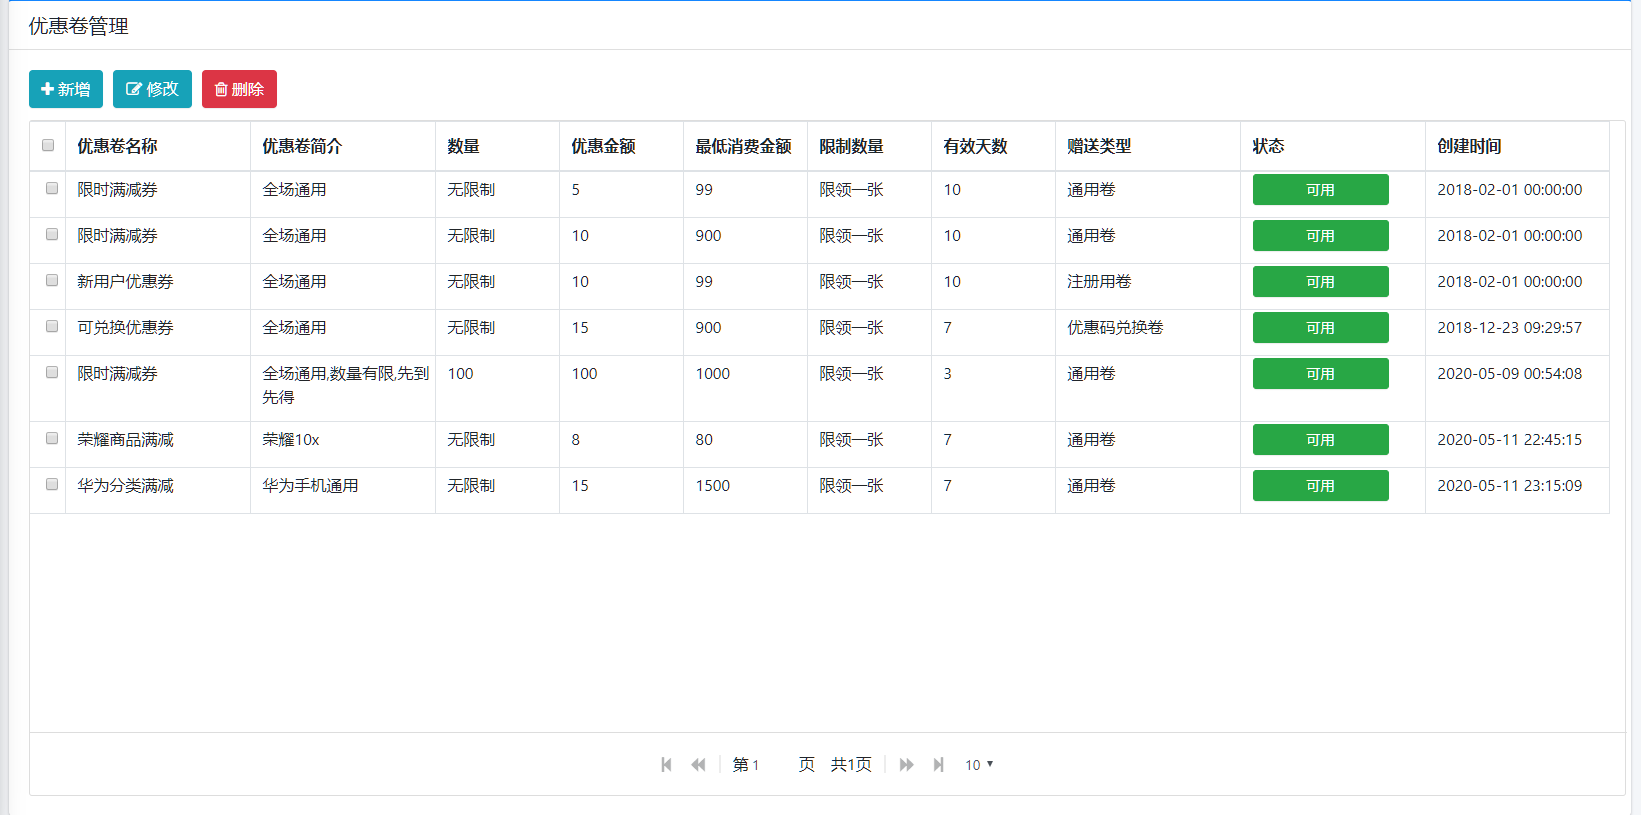 优惠卷管理
新增 修改 删除
优惠卷名称 优惠卷简介 数量 优惠金额 最低消费金额 限制数量 有效天数 赠送类型 状态 创建时间
限时满减券 全场通用 无限制 5 99 限领一张 10 通用卷 可用 2018-02-01 00:00:00
限时满减券 全场通用 无限制 10 900 限领一张 10 通用卷 可用 2018-02-01 00:00:00
新用户优惠券 全场通用 无限制 10 99 限领一张 10 注册用卷 可用 2018-02-01 00:00:00
可兑换优惠券 全场通用 无限制 15 900 限领一张 7 优惠码兑换卷 可用 2018-12-23 09:29:57
限时满减券 全场通用,数量有限,先到 100 100 1000 限领一张 3 通用卷 可用 2020-05-09 00:54:08
先得
荣耀商品满减 荣耀10x 无限制 8 80 限领一张 7 通用卷 可用 2020-05-11 22:45:15
华为分类满减 华为手机通用 无限制 15 1500 限领一张 7 通用卷 可用 2020-05-11 23:15:09
第 1 页 共1页 10